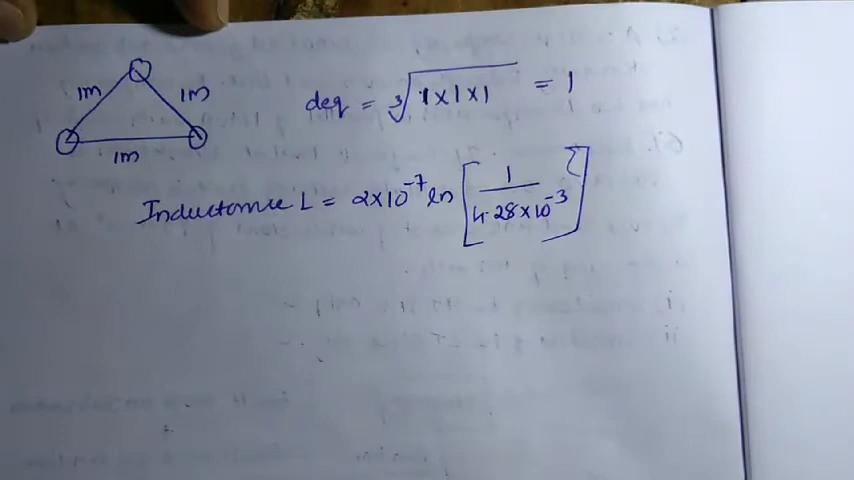 1m 1m
deq = ∛1x1x1 = 1
1m
Inductance L = 2x10⁻⁷ ln [1 / 4.28x10⁻³]